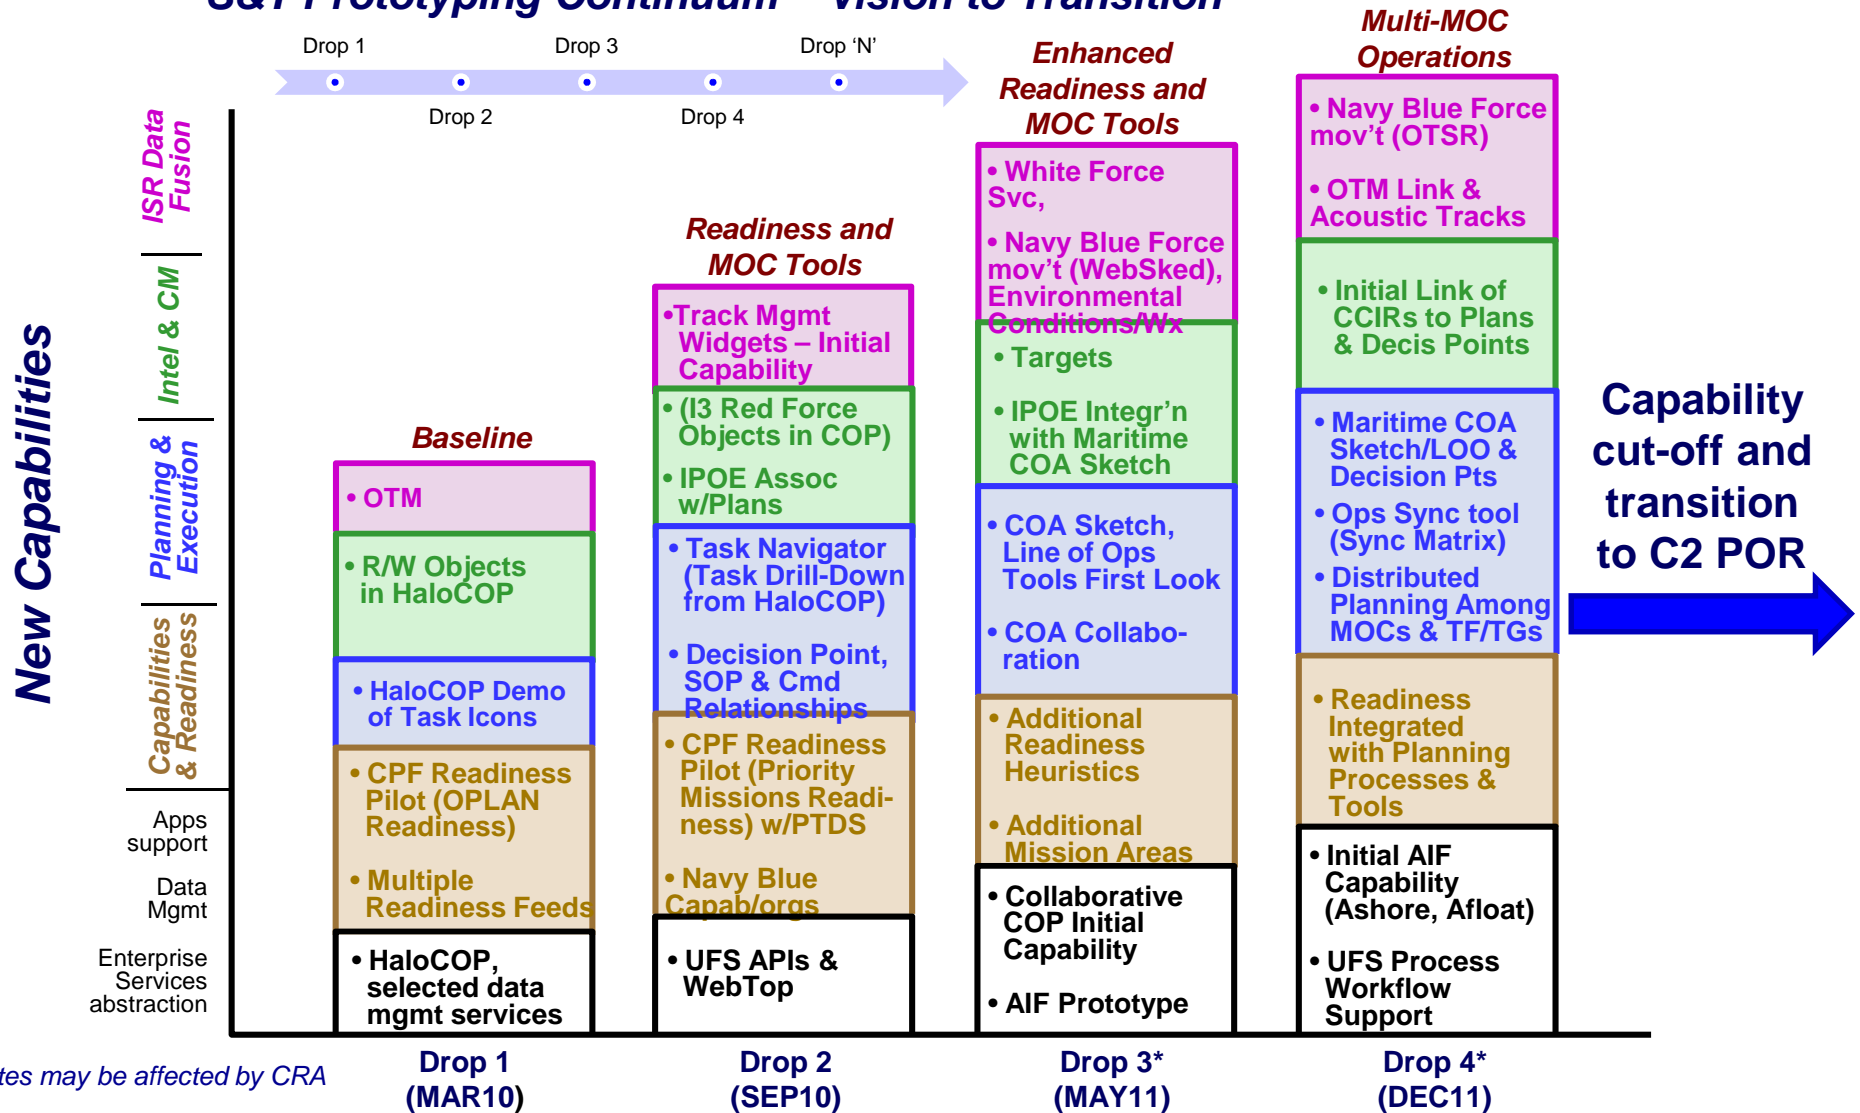 S&T Prototyping Continuum – Vision to Transition
Drop 1
Drop 3
Drop ‘N’
Drop 2
Drop 4
New Capabilities
ISR Data
Fusion
Intel & CM
Planning &
Execution
Capabilities
& Readiness
Apps
support
Data
Mgmt
Enterprise
Services
abstraction
Baseline
• OTM
• R/W Objects
in HaloCOP
• HaloCOP Demo
of Task Icons
• CPF Readiness
Pilot (OPLAN
Readiness)
• Multiple
Readiness Feeds
• HaloCOP,
selected data
mgmt services
Drop 1
(MAR10)
Readiness and
MOC Tools
•Track Mgmt
Widgets – Initial
Capability
• (I3 Red Force
Objects in COP)
• IPOE Assoc
w/Plans
• Task Navigator
(Task Drill-Down
from HaloCOP)
• Decision Point,
SOP & Cmd
Relationships
• CPF Readiness
Pilot (Priority
Missions Readi-
ness) w/PTDS
• Navy Blue
Capab/orgs
• UFS APIs &
WebTop
Drop 2
(SEP10)
Enhanced
Readiness and
MOC Tools
• White Force
Svc,
• Navy Blue Force
mov’t (WebSked),
Environmental
Conditions/Wx
• Targets
• IPOE Integr’n
with Maritime
COA Sketch
• COA Sketch,
Line of Ops
Tools First Look
• COA Collabo-
ration
• Additional
Readiness
Heuristics
• Additional
Mission Areas
• Collaborative
COP Initial
Capability
• AIF Prototype
Drop 3*
(MAY11)
Multi-MOC
Operations
• Navy Blue Force
mov’t (OTSR)
• OTM Link &
Acoustic Tracks
• Initial Link of
CCIRs to Plans
& Decis Points
• Maritime COA
Sketch/LOO &
Decision Pts
• Ops Sync tool
(Sync Matrix)
• Distributed
Planning Among
MOCs & TF/TGs
• Readiness
Integrated
with Planning
Processes &
Tools
• Initial AIF
Capability
(Ashore, Afloat)
• UFS Process
Workflow
Support
Drop 4*
(DEC11)
Capability
cut-off and
transition
to C2 POR
tes may be affected by CRA